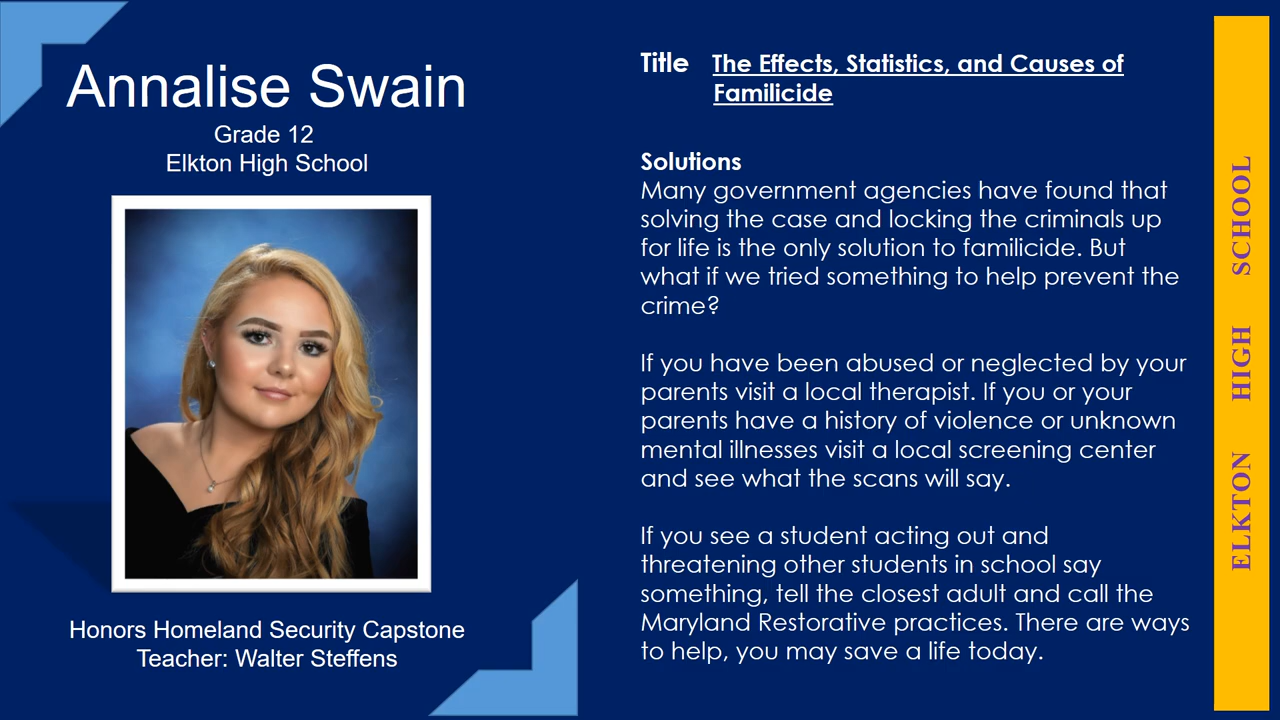 Annalise Swain
Grade 12
Elkton High School
Honors Homeland Security Capstone
Teacher: Walter Steffens
Title The Effects, Statistics, and Causes of
Familicide
Solutions
Many government agencies have found that
solving the case and locking the criminals up
for life is the only solution to familicide. But
what if we tried something to help prevent the
crime?
If you have been abused or neglected by your
parents visit a local therapist. If you or your
parents have a history of violence or unknown
mental illnesses visit a local screening center
and see what the scans will say.
If you see a student acting out and
threatening other students in school say
something, tell the closest adult and call the
Maryland Restorative practices. There are ways
to help, you may save a life today.
ELKTON HIGH SCHOOL